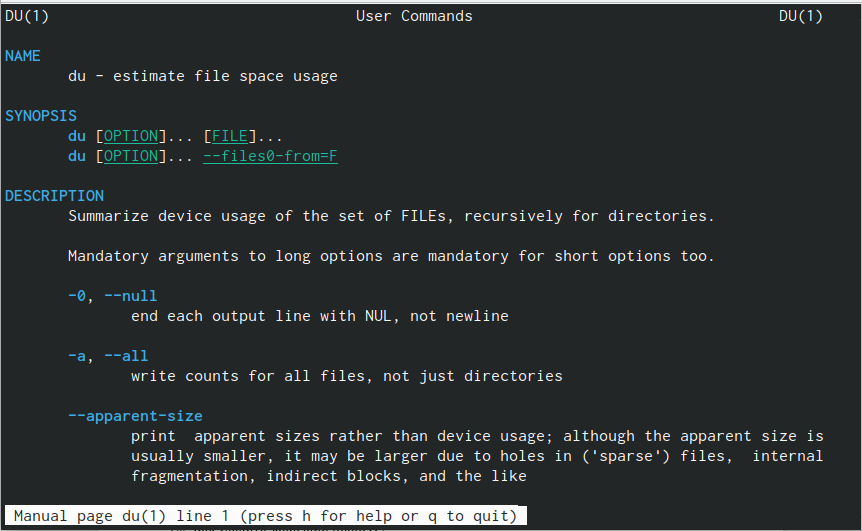 DU(1) User Commands DU(1)
NAME
du - estimate file space usage
SYNOPSIS
du [OPTION]... [FILE]...
du [OPTION]... --files0-from=F
DESCRIPTION
Summarize device usage of the set of FILEs, recursively for directories.
Mandatory arguments to long options are mandatory for short options too.
-0, --null
end each output line with NUL, not newline
-a, --all
write counts for all files, not just directories
--apparent-size
print  apparent sizes rather than device usage; although the apparent size is
usually smaller, it may be larger due to holes in ('sparse') files,  internal
fragmentation, indirect blocks, and the like
Manual page du(1) line 1 (press h for help or q to quit)